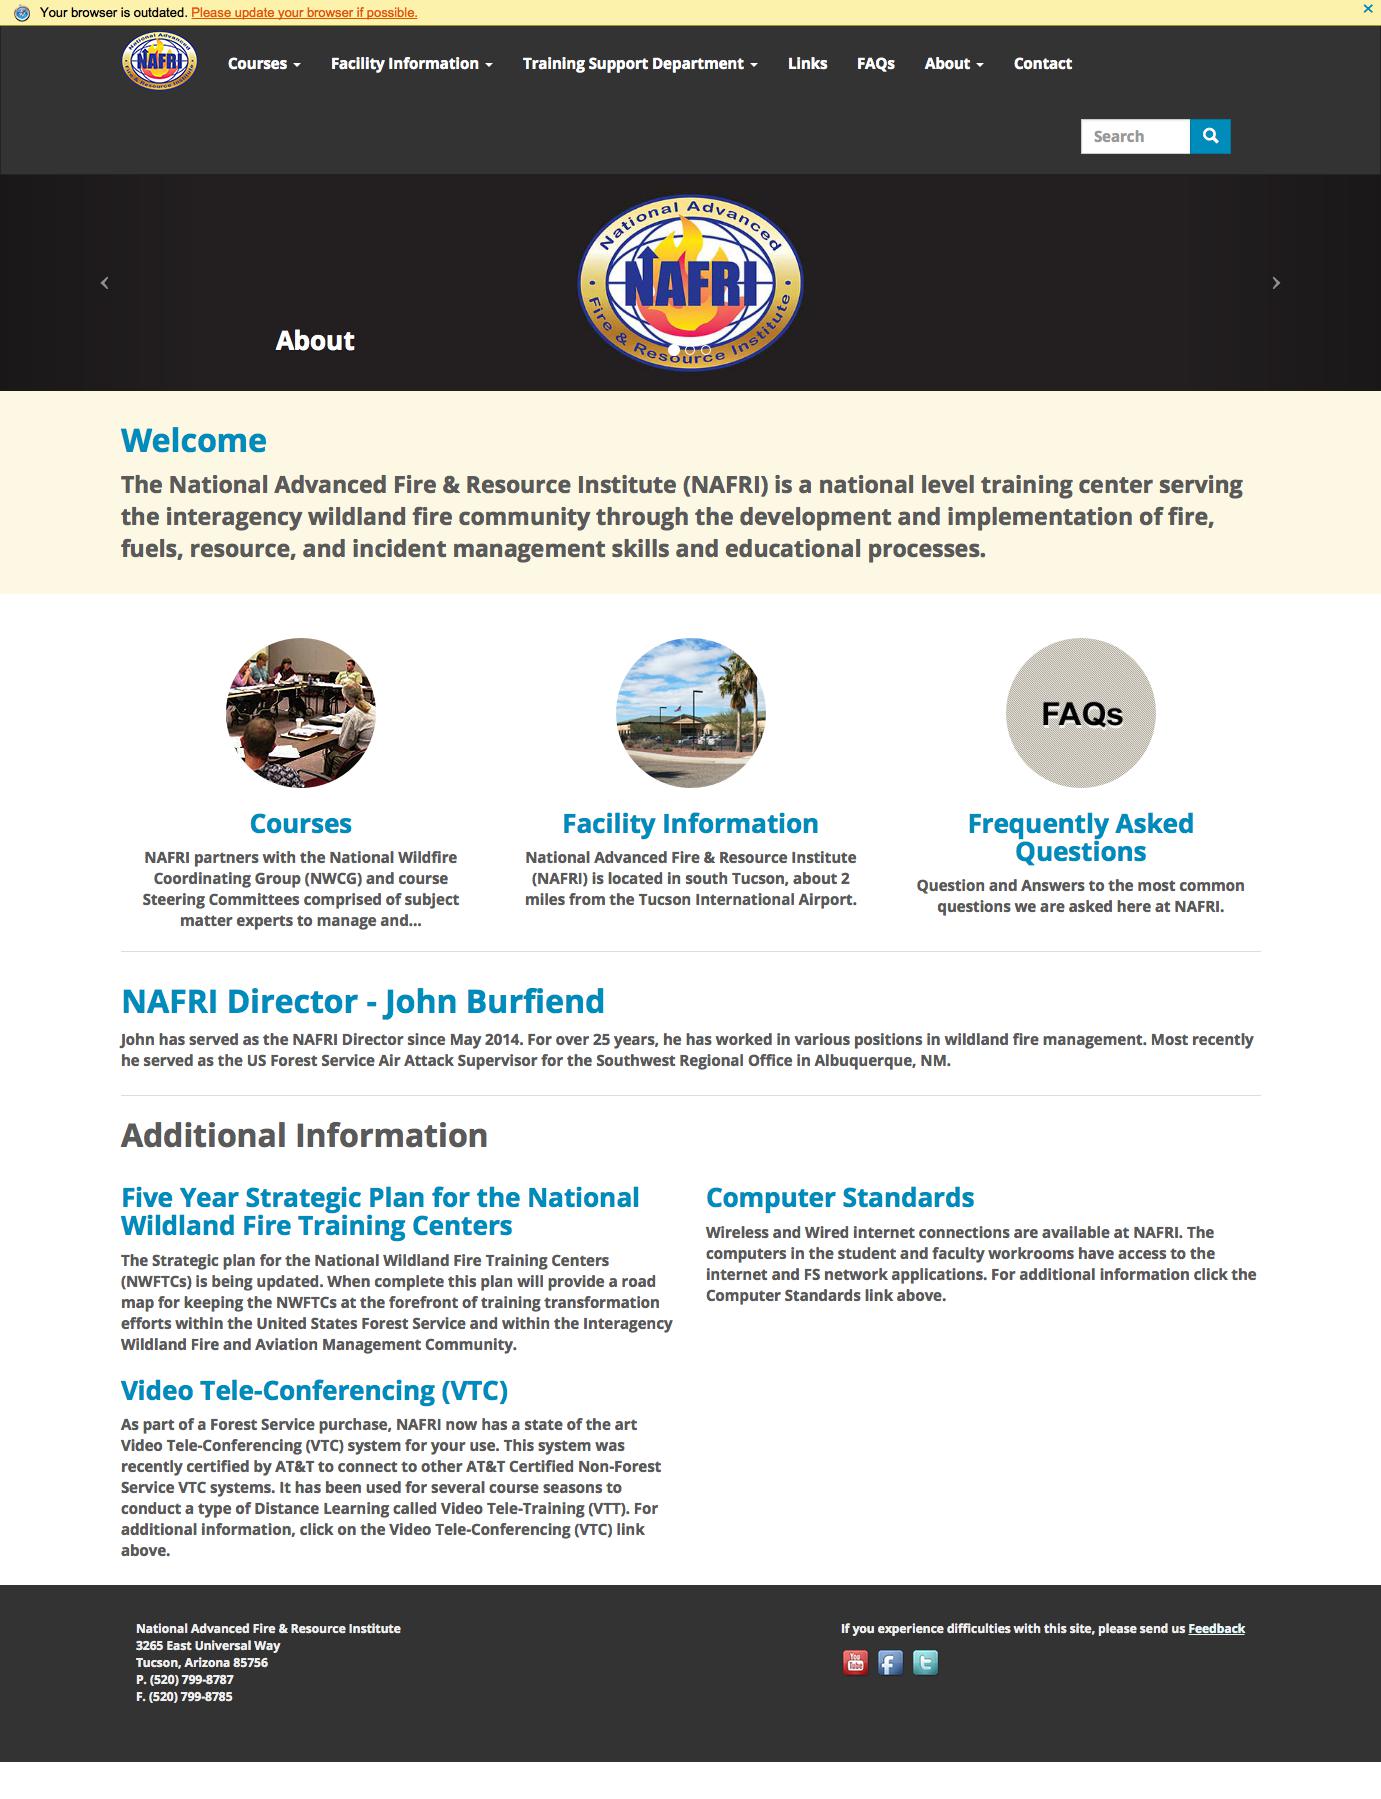 Your browser is outdated. Please update your browser if possible.
×
National Advanced
NAFRI
Fire & Resource Institute
Courses
Facility Information
Training Support Department
Links
FAQs
About
Contact
Search
National Advanced
NAFRI
Fire & Resource Institute
About
Welcome
The National Advanced Fire & Resource Institute (NAFRI) is a national level training center serving
the interagency wildland fire community through the development and implementation of fire,
fuels, resource, and incident management skills and educational processes.
FAQs
Courses
NAFRI partners with the National Wildfire
Coordinating Group (NWCG) and course
Steering Committees comprised of subject
matter experts to manage and...
Facility Information
National Advanced Fire & Resource Institute
(NAFRI) is located in south Tucson, about 2
miles from the Tucson International Airport.
Frequently Asked
Questions
Question and Answers to the most common
questions we are asked here at NAFRI.
NAFRI Director - John Burfiend
John has served as the NAFRI Director since May 2014. For over 25 years, he has worked in various positions in wildland fire management. Most recently
he served as the US Forest Service Air Attack Supervisor for the Southwest Regional Office in Albuquerque, NM.
Additional Information
Five Year Strategic Plan for the National
Wildland Fire Training Centers
The Strategic plan for the National Wildland Fire Training Centers
(NWFTCs) is being updated. When complete this plan will provide a road
map for keeping the NWFTCs at the forefront of training transformation
efforts within the United States Forest Service and within the Interagency
Wildland Fire and Aviation Management Community.
Computer Standards
Wireless and Wired internet connections are available at NAFRI. The
computers in the student and faculty workrooms have access to the
internet and FS network applications. For additional information click the
Computer Standards link above.
Video Tele-Conferencing (VTC)
As part of a Forest Service purchase, NAFRI now has a state of the art
Video Tele-Conferencing (VTC) system for your use. This system was
recently certified by AT&T to connect to other AT&T Certified Non-Forest
Service VTC systems. It has been used for several course seasons to
conduct a type of Distance Learning called Video Tele-Training (VTT). For
additional information, click on the Video Tele-Conferencing (VTC) link
above.
National Advanced Fire & Resource Institute
3265 East Universal Way
Tucson, Arizona 85756
P. (520) 799-8787
F. (520) 799-8785
If you experience difficulties with this site, please send us Feedback
You
Tube
f
t